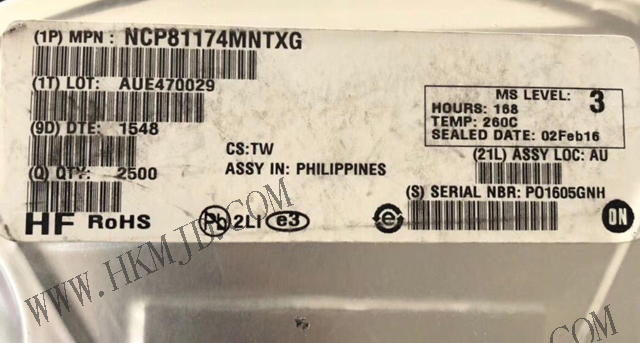 (1P) MPN : NCP81174MNTXG
(1T) LOT: AUE470029
(9D) DTE: 1548
(Q) QTY: 2500
HF RoHS
CS:TW
ASSY IN: PHILIPPINES
Pb 2LI e3
MS LEVEL: 3
HOURS: 168
TEMP: 260C
SEALED DATE: 02Feb16
(21L) ASSY LOC: AU
(S) SERIAL NBR: PO1605GNH
e
ON
WWW.HKMJD.COM